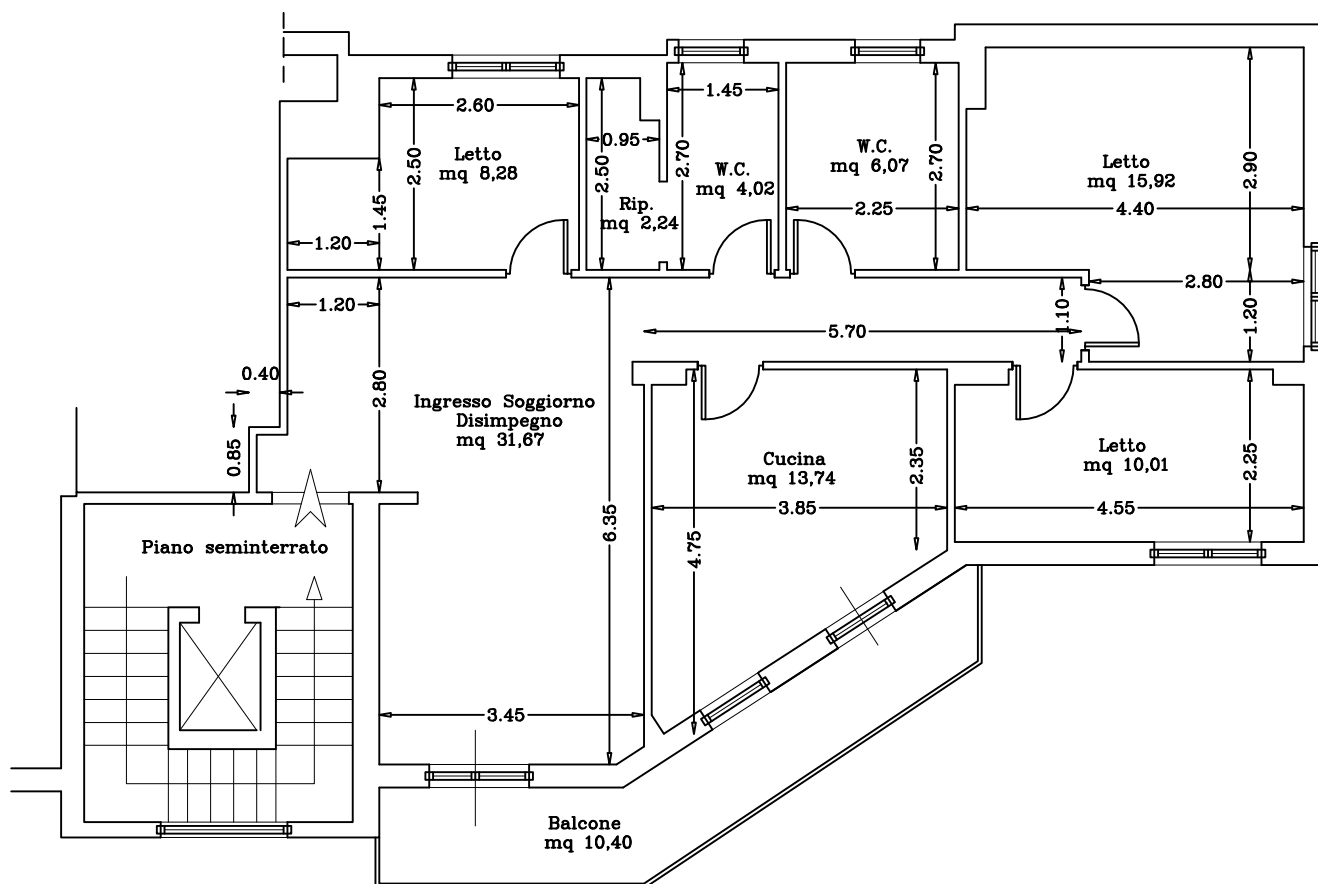 2.60
1.45
0.95
Letto
mq 8,28
2.50
2.50
2.70
W.C.
mq 4,02
W.C.
mq 6,07
2.70
Letto
mq 15,92
2.90
1.45
Rip.
mq 2,24
2.25
4.40
1.20
1.20
2.80
1.20
1.10
5.70
0.40
2.80
Ingresso Soggiorno
Disimpegno
mq 31,67
0.85
Cucina
mq 13,74
2.35
Letto
mq 10,01
2.25
3.85
4.55
6.35
4.75
Piano seminterrato
3.45
Balcone
mq 10,40